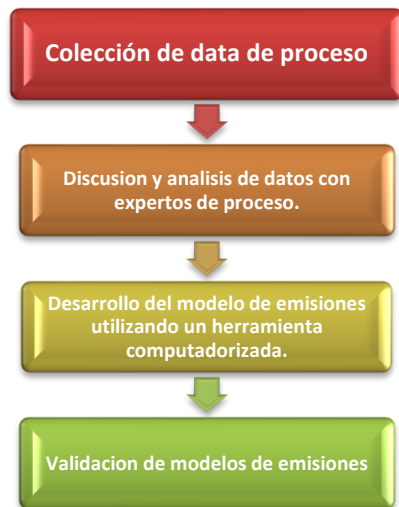 Colección de data de proceso
Discusion y analisis de datos con
expertos de proceso.
Desarrollo del modelo de emisiones
utilizando un herramienta
computadorizada.
Validacion de modelos de emisiones